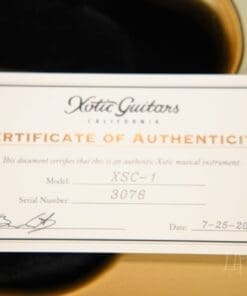 Xotic Guitars
CALIFORNIA
CERTIFICATE OF AUTHENTICIT
This document certifies that this is an authentic Xotic musical instrument.
Model: XSC-1
Serial Number: 3076
Date: 7-25-20